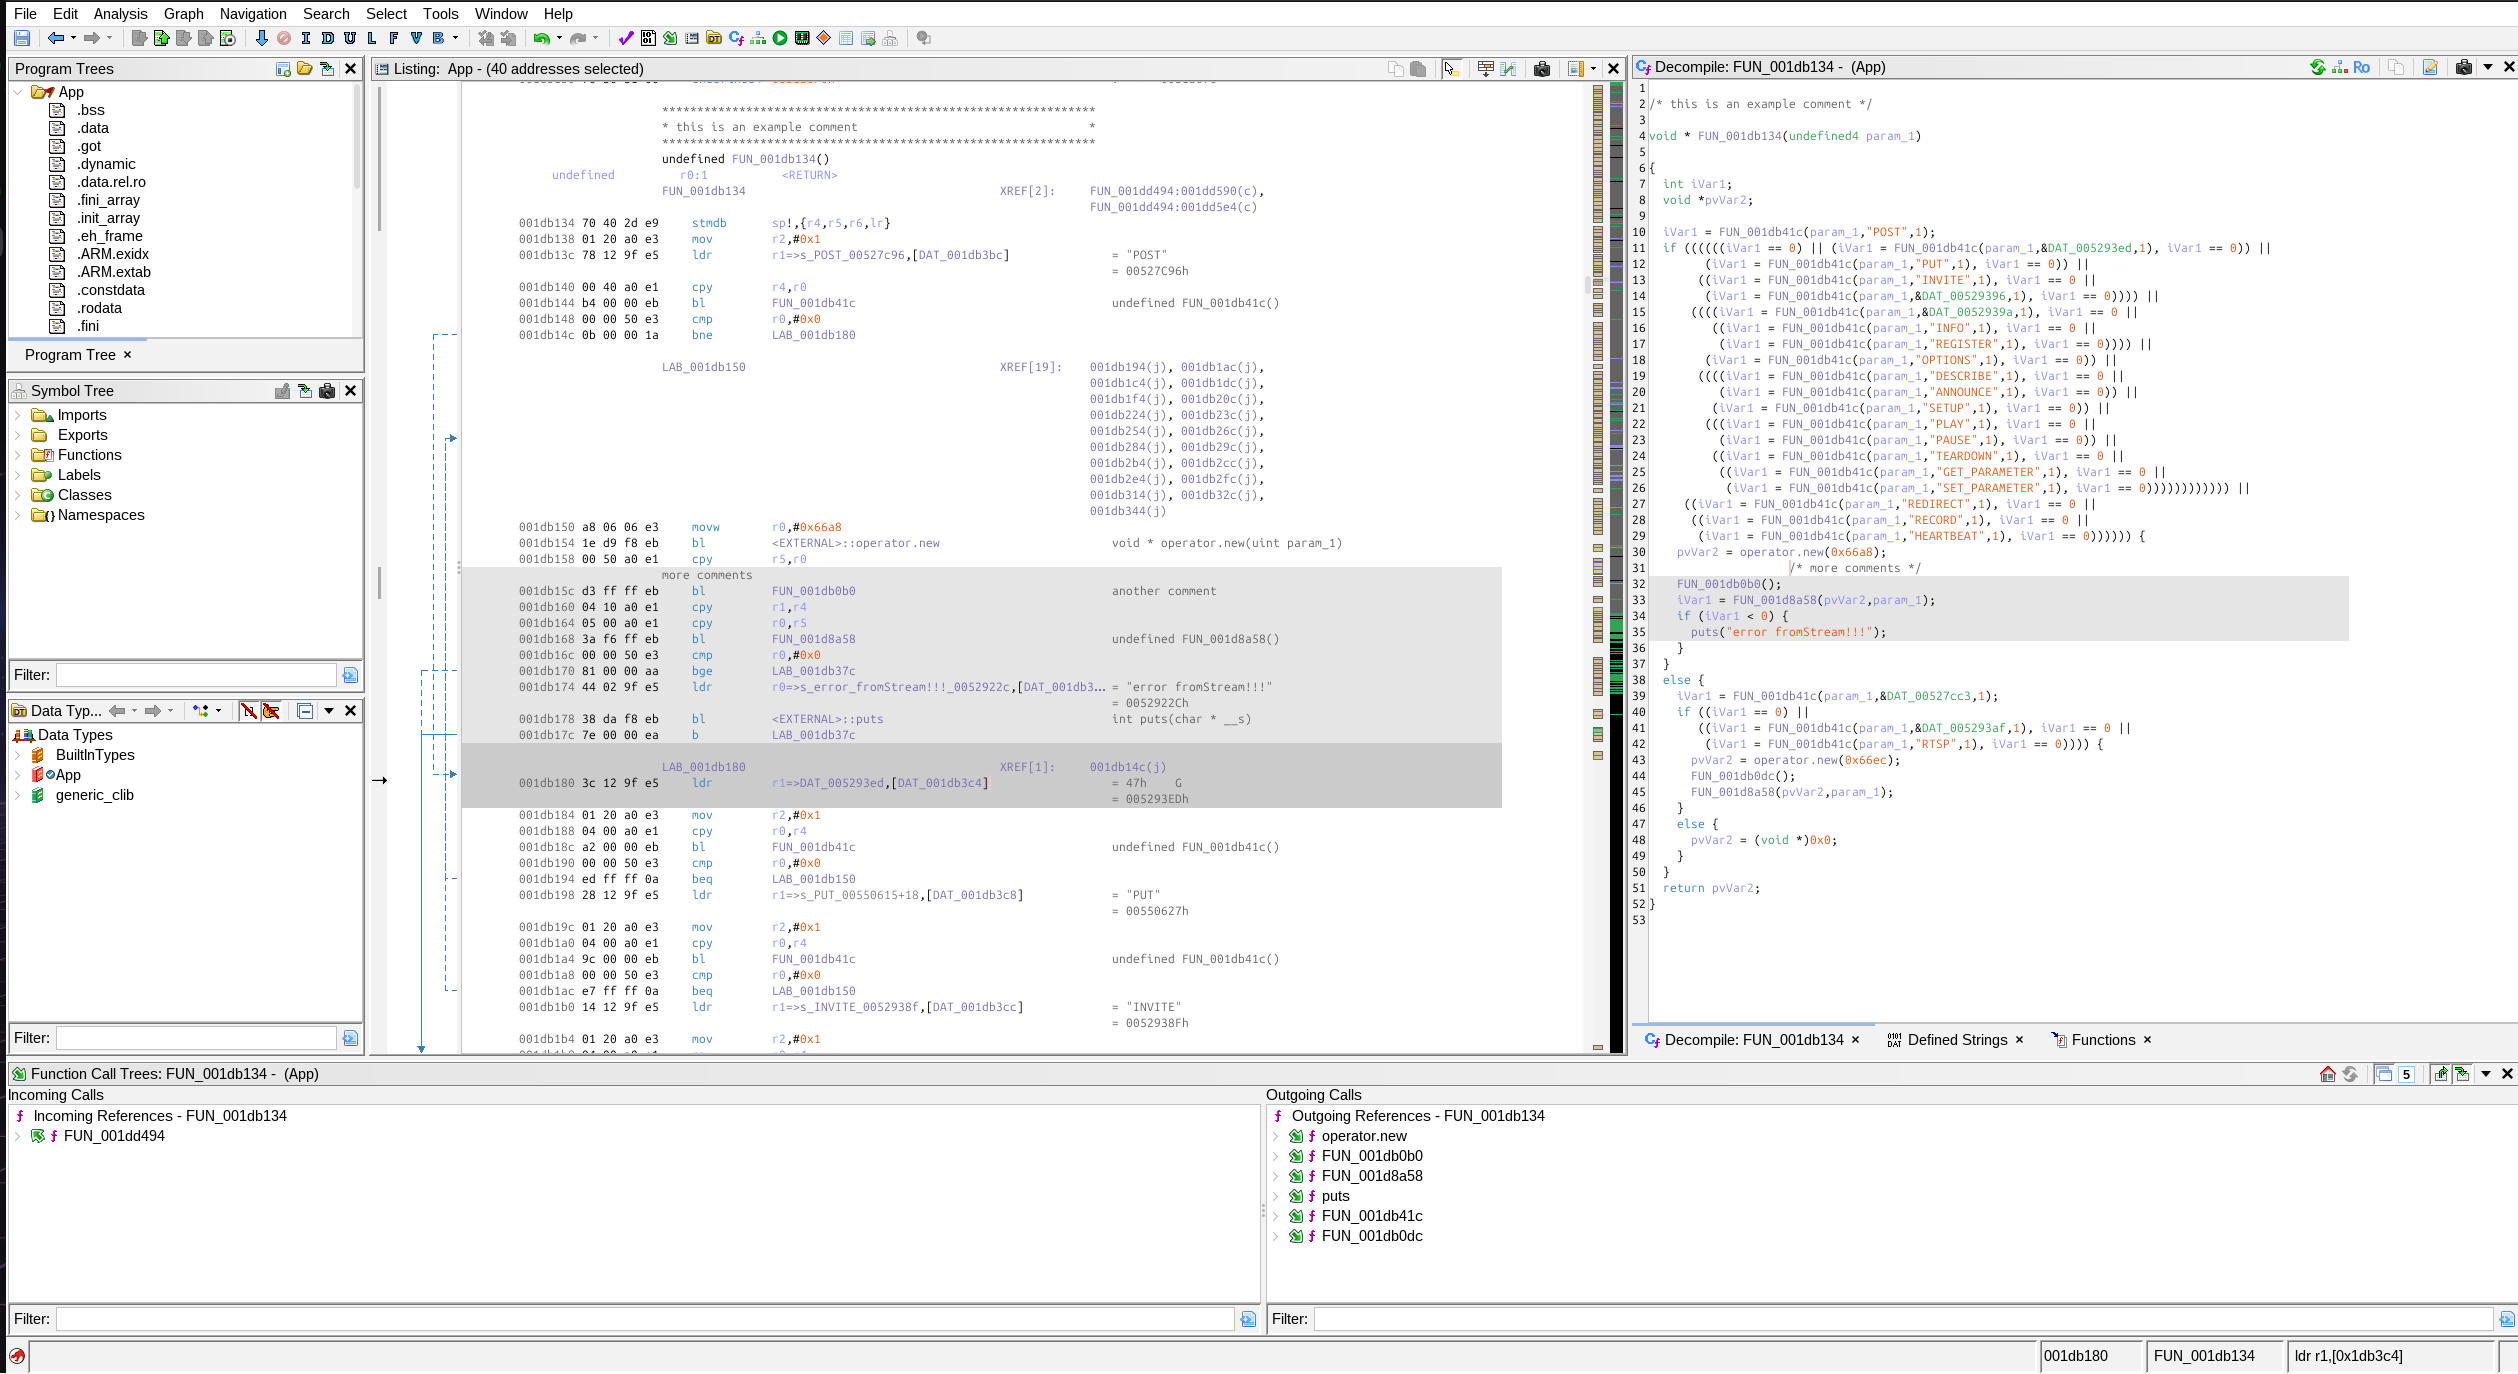 File Edit Analysis Graph Navigation Search Select Tools Window Help
I D U L F V B
Program Trees
App
.bss
.data
.got
.dynamic
.data.rel.ro
.fini_array
.init_array
.eh_frame
.ARM.exidx
.ARM.extab
.constdata
.rodata
.fini
Program Tree ×
Symbol Tree
Imports
Exports
Functions
Labels
Classes
Namespaces
Filter:
Data Typ...
Data Types
BuiltInTypes
App
generic_clib
Filter:
Listing: App - (40 addresses selected)
**************************************************************
* this is an example comment *
**************************************************************
undefined FUN_001db134()
undefined r0:1 <RETURN>
FUN_001db134 XREF[2]: FUN_001dd494:001dd590(c),
FUN_001dd494:001dd5e4(c)
001db134 70 40 2d e9 stmdb sp!,{r4,r5,r6,lr}
001db138 01 20 a0 e3 mov r2,#0x1
001db13c 78 12 9f e5 ldr r1=>s_POST_00527c96,[DAT_001db3bc] = "POST"
= 00527C96h
001db140 00 40 a0 e1 cpy r4,r0
001db144 b4 00 00 eb bl FUN_001db41c undefined FUN_001db41c()
001db148 00 00 50 e3 cmp r0,#0x0
001db14c 0b 00 00 1a bne LAB_001db180
LAB_001db150 XREF[19]: 001db194(j), 001db1ac(j),
001db1c4(j), 001db1dc(j),
001db1f4(j), 001db20c(j),
001db224(j), 001db23c(j),
001db254(j), 001db26c(j),
001db284(j), 001db29c(j),
001db2b4(j), 001db2cc(j),
001db2e4(j), 001db2fc(j),
001db314(j), 001db32c(j),
001db344(j)
001db150 a8 06 06 e3 movw r0,#0x66a8
001db154 1e d9 f8 eb bl <EXTERNAL>::operator.new void * operator.new(uint param_1)
001db158 00 50 a0 e1 cpy r5,r0
more comments
001db15c d3 ff ff eb bl FUN_001db0b0 another comment
001db160 04 10 a0 e1 cpy r1,r4
001db164 05 00 a0 e1 cpy r0,r5
001db168 3a f6 ff eb bl FUN_001d8a58 undefined FUN_001d8a58()
001db16c 00 00 50 e3 cmp r0,#0x0
001db170 81 00 00 aa bge LAB_001db37c
001db174 44 02 9f e5 ldr r0=>s_error_fromStream!!!_0052922c,[DAT_001db3... = "error fromStream!!!"
= 0052922Ch
001db178 38 da f8 eb bl <EXTERNAL>::puts int puts(char * __s)
001db17c 7e 00 00 ea b LAB_001db37c
LAB_001db180 XREF[1]: 001db14c(j)
001db180 3c 12 9f e5 ldr r1=>DAT_005293ed,[DAT_001db3c4] = 47h G
= 005293EDh
001db184 01 20 a0 e3 mov r2,#0x1
001db188 04 00 a0 e1 cpy r0,r4
001db18c a2 00 00 eb bl FUN_001db41c undefined FUN_001db41c()
001db190 00 00 50 e3 cmp r0,#0x0
001db194 ed ff ff 0a beq LAB_001db150
001db198 28 12 9f e5 ldr r1=>s_PUT_00550615+18,[DAT_001db3c8] = "PUT"
= 00550627h
001db19c 01 20 a0 e3 mov r2,#0x1
001db1a0 04 00 a0 e1 cpy r0,r4
001db1a4 9c 00 00 eb bl FUN_001db41c undefined FUN_001db41c()
001db1a8 00 00 50 e3 cmp r0,#0x0
001db1ac e7 ff ff 0a beq LAB_001db150
001db1b0 14 12 9f e5 ldr r1=>s_INVITE_0052938f,[DAT_001db3cc] = "INVITE"
= 0052938Fh
001db1b4 01 20 a0 e3 mov r2,#0x1
Decompile: FUN_001db134 - (App)
Ro
1
2 /* this is an example comment */
3
4 void * FUN_001db134(undefined4 param_1)
5
6 {
7 int iVar1;
8 void *pvVar2;
9
10 iVar1 = FUN_001db41c(param_1,"POST",1);
11 if ((((((iVar1 == 0) || (iVar1 = FUN_001db41c(param_1,&DAT_005293ed,1), iVar1 == 0)) ||
12 (iVar1 = FUN_001db41c(param_1,"PUT",1), iVar1 == 0)) ||
13 ((iVar1 = FUN_001db41c(param_1,"INVITE",1), iVar1 == 0 ||
14 (iVar1 = FUN_001db41c(param_1,&DAT_00529396,1), iVar1 == 0)))) ||
15 ((((iVar1 = FUN_001db41c(param_1,&DAT_0052939a,1), iVar1 == 0 ||
16 ((iVar1 = FUN_001db41c(param_1,"INFO",1), iVar1 == 0 ||
17 (iVar1 = FUN_001db41c(param_1,"REGISTER",1), iVar1 == 0)))) ||
18 (iVar1 = FUN_001db41c(param_1,"OPTIONS",1), iVar1 == 0)) ||
19 ((((iVar1 = FUN_001db41c(param_1,"DESCRIBE",1), iVar1 == 0 ||
20 (iVar1 = FUN_001db41c(param_1,"ANNOUNCE",1), iVar1 == 0)) ||
21 (iVar1 = FUN_001db41c(param_1,"SETUP",1), iVar1 == 0)) ||
22 (((iVar1 = FUN_001db41c(param_1,"PLAY",1), iVar1 == 0 ||
23 (iVar1 = FUN_001db41c(param_1,"PAUSE",1), iVar1 == 0)) ||
24 ((iVar1 = FUN_001db41c(param_1,"TEARDOWN",1), iVar1 == 0 ||
25 ((iVar1 = FUN_001db41c(param_1,"GET_PARAMETER",1), iVar1 == 0 ||
26 (iVar1 = FUN_001db41c(param_1,"SET_PARAMETER",1), iVar1 == 0)))))))))))) ||
27 ((iVar1 = FUN_001db41c(param_1,"REDIRECT",1), iVar1 == 0 ||
28 ((iVar1 = FUN_001db41c(param_1,"RECORD",1), iVar1 == 0 ||
29 (iVar1 = FUN_001db41c(param_1,"HEARTBEAT",1), iVar1 == 0)))))) {
30 pvVar2 = operator.new(0x66a8);
31 /* more comments */
32 FUN_001db0b0();
33 iVar1 = FUN_001d8a58(pvVar2,param_1);
34 if (iVar1 < 0) {
35 puts("error fromStream!!!");
36 }
37 }
38 else {
39 iVar1 = FUN_001db41c(param_1,&DAT_00527cc3,1);
40 if ((iVar1 == 0) ||
41 ((iVar1 = FUN_001db41c(param_1,&DAT_005293af,1), iVar1 == 0 ||
42 (iVar1 = FUN_001db41c(param_1,"RTSP",1), iVar1 == 0)))) {
43 pvVar2 = operator.new(0x66ec);
44 FUN_001db0dc();
45 FUN_001d8a58(pvVar2,param_1);
46 }
47 else {
48 pvVar2 = (void *)0x0;
49 }
50 }
51 return pvVar2;
52 }
53
Decompile: FUN_001db134 × Defined Strings × Functions ×
Function Call Trees: FUN_001db134 - (App)
5
Incoming Calls
Incoming References - FUN_001db134
FUN_001dd494
Filter:
Outgoing Calls
Outgoing References - FUN_001db134
operator.new
FUN_001db0b0
FUN_001d8a58
puts
FUN_001db41c
FUN_001db0dc
Filter:
001db180 FUN_001db134 ldr r1,[0x1db3c4]